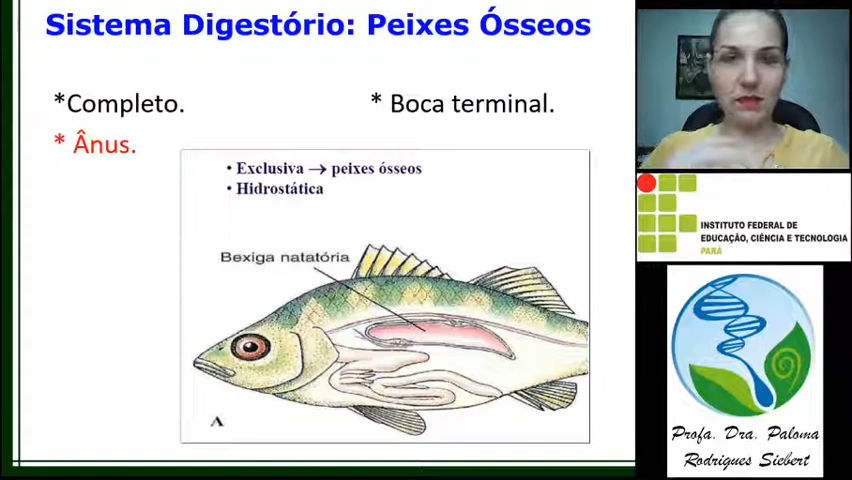 Sistema Digestório: Peixes Ósseos
*Completo.
* Boca terminal.
* Ânus.
• Exclusiva → peixes ósseos
• Hidrostática
Bexiga natatória
A
INSTITUTO FEDERAL DE
EDUCAÇÃO, CIÊNCIA E TECNOLOGIA
PARÁ
Profa. Dra. Paloma
Rodrigues Siebert